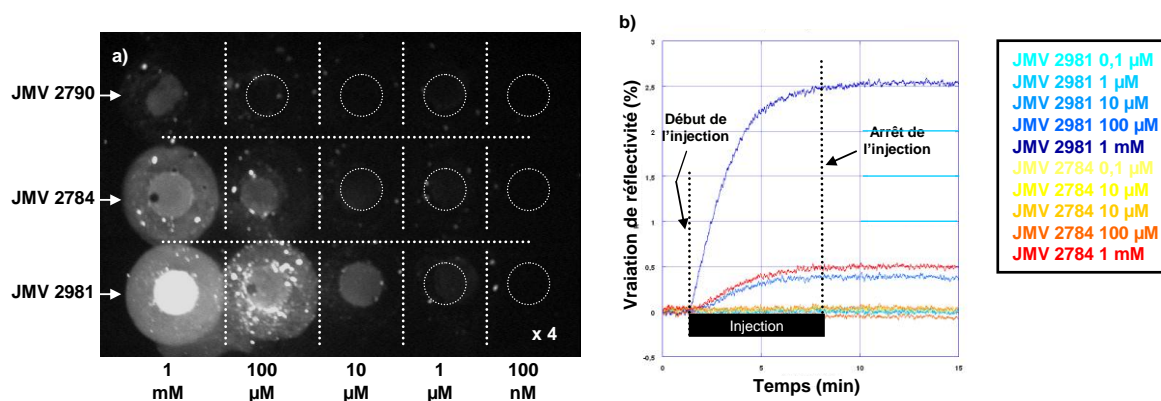 a)
JMV 2790
JMV 2784
JMV 2981
x 4
1
mM
100
µM
10
µM
1
µM
100
nM
b)
Vraiation de réflectivité (%)
3
2,5
2
1,5
1
0,5
0
-0,5
Début de
l'injection
Arrêt de
l'injection
Injection
0
5
10
15
Temps (min)
JMV 2981 0,1 µM
JMV 2981 1 µM
JMV 2981 10 µM
JMV 2981 100 µM
JMV 2981 1 mM
JMV 2784 0,1 µM
JMV 2784 10 µM
JMV 2784 10 µM
JMV 2784 100 µM
JMV 2784 1 mM